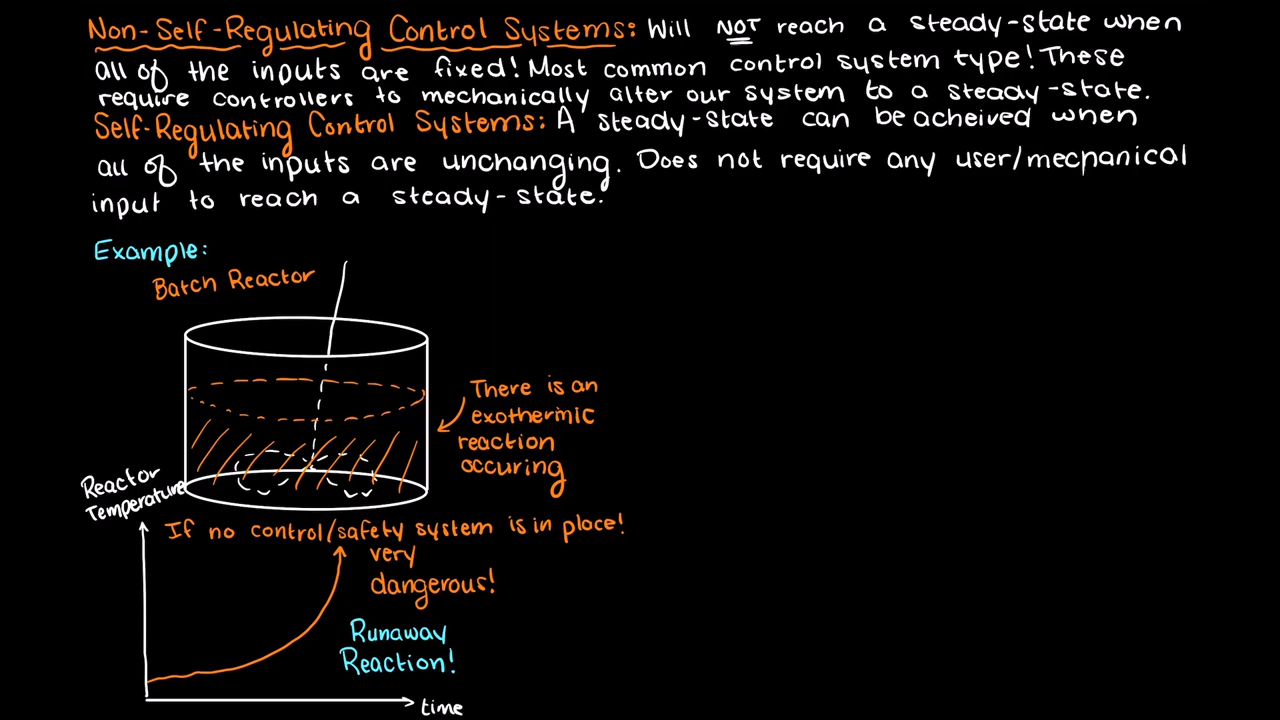 Non-Self-Regulating Control Systems: Will NOT reach a steady-state when
all of the inputs are fixed! Most common control system type! These
require controllers to mechanically alter our system to a steady-state.
Self-Regulating Control Systems: A steady-state can be acheived when
all of the inputs are unchanging. Does not require any user/mechanical
input to reach a steady-state.
Example:
Batch Reactor
There is an
exothermic
reaction
occuring
Reactor
Temperature
If no control/safety system is in place!
very
dangerous!
Runaway
Reaction!
time